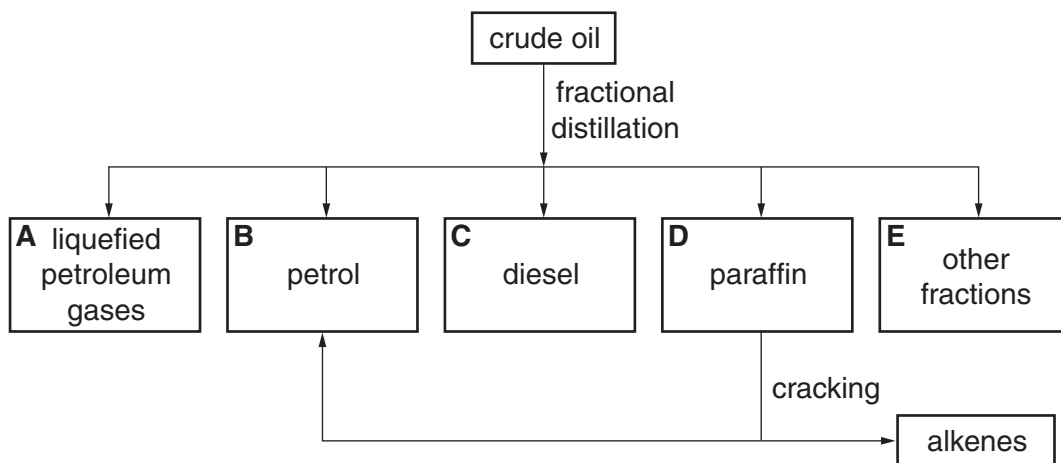 crude oil
fractional
distillation
A liquefied
petroleum
gases
B
petrol
C
diesel
D
paraffin
E
other
fractions
cracking
alkenes